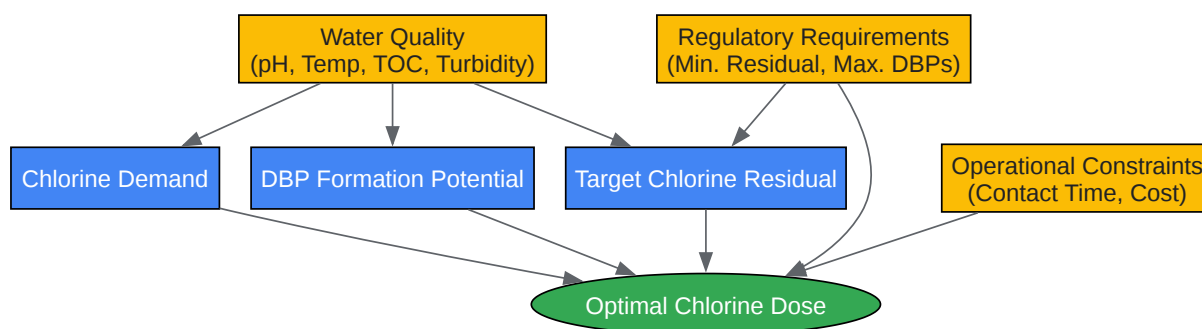 Water Quality
(pH, Temp, TOC, Turbidity)
Regulatory Requirements
(Min. Residual, Max. DBPs)
Chlorine Demand
DBP Formation Potential
Target Chlorine Residual
Operational Constraints
(Contact Time, Cost)
Optimal Chlorine Dose